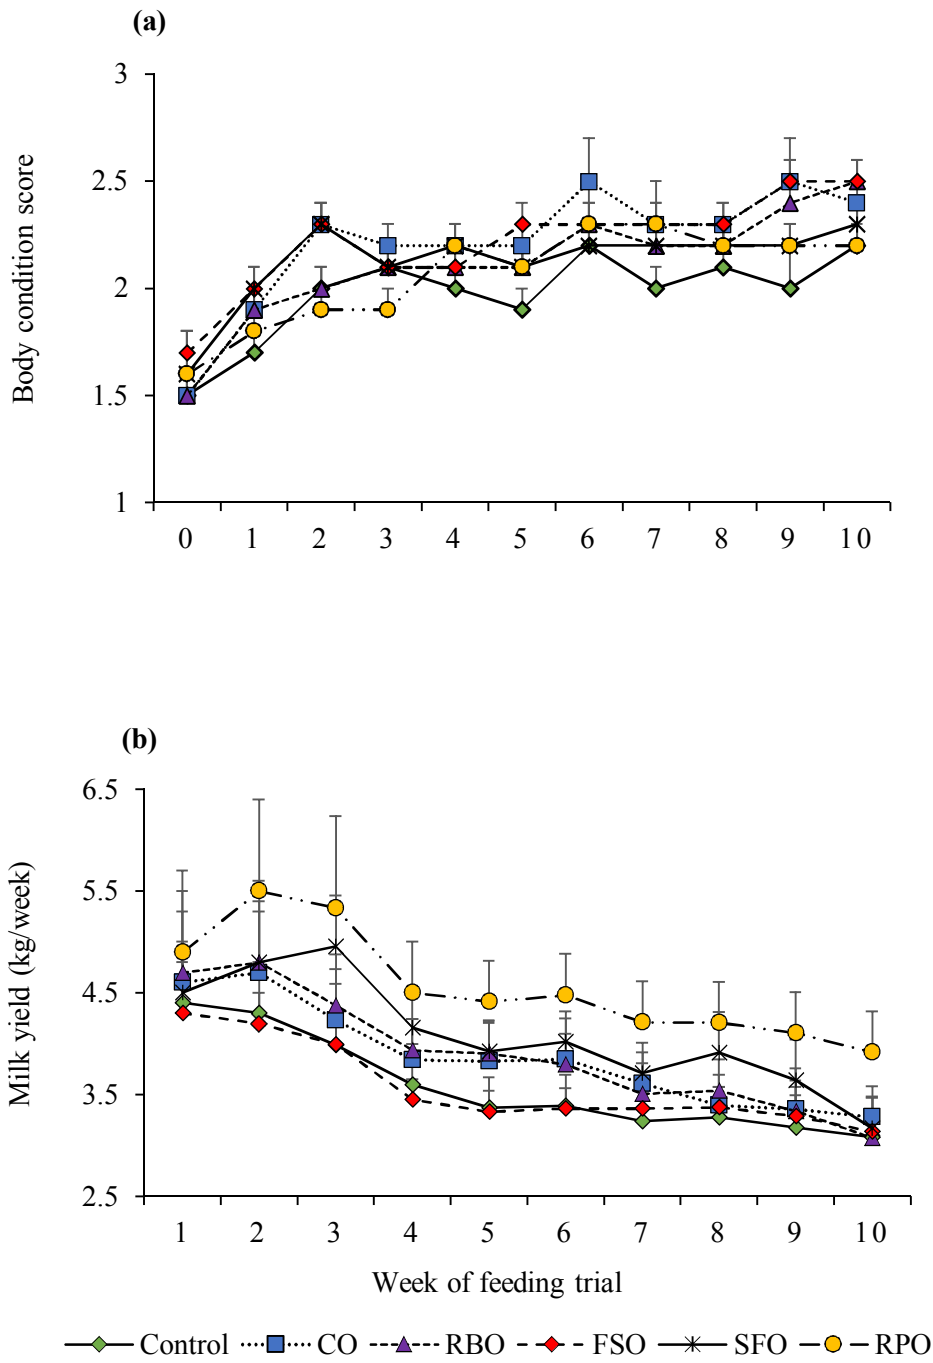 (a)
3
2.5
2
1.5
1
Body condition score
0 1 2 3 4 5 6 7 8 9 10
(b)
6.5
5.5
4.5
3.5
2.5
Milk yield (kg/week)
1 2 3 4 5 6 7 8 9 10
Week of feeding trial
Control CO RBO FSO SFO RPO